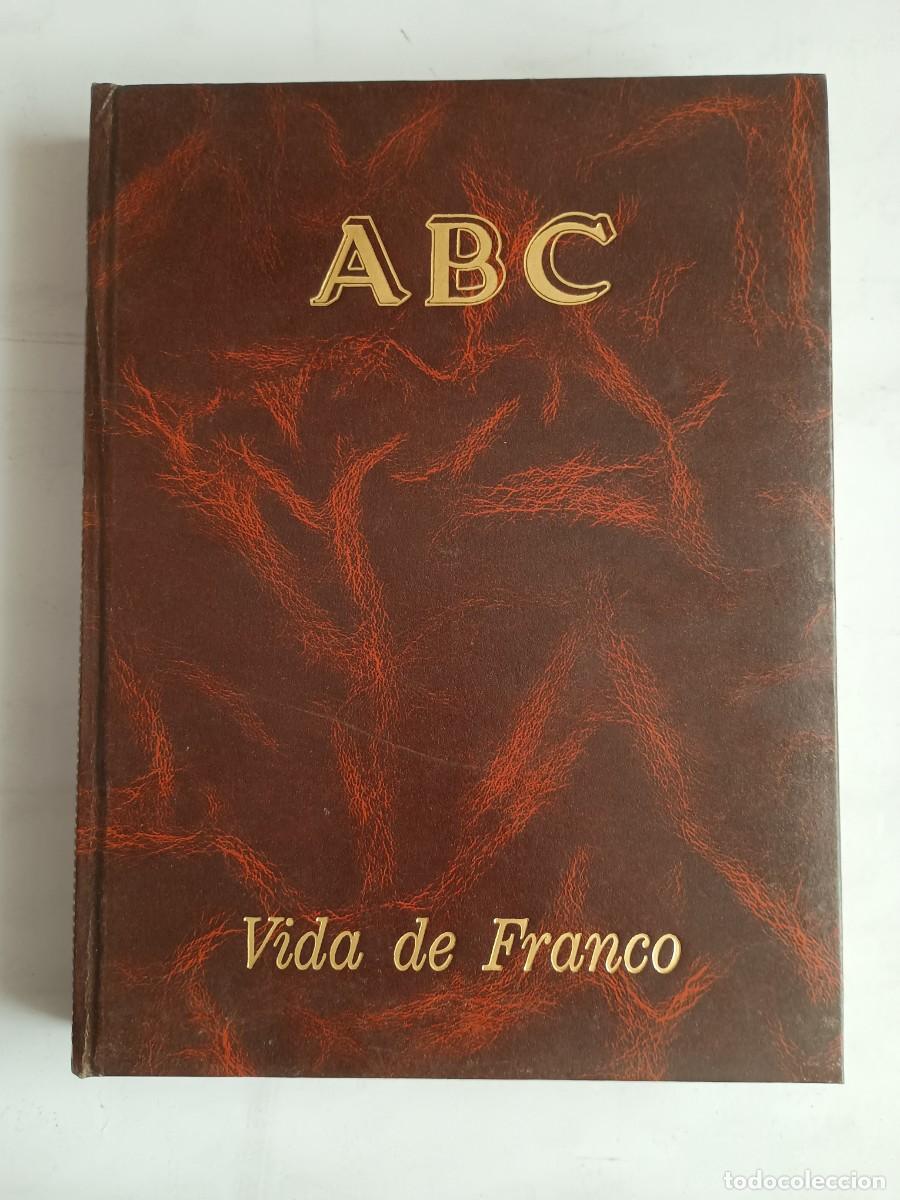 ABC
Vida de Franco
todocoleccion